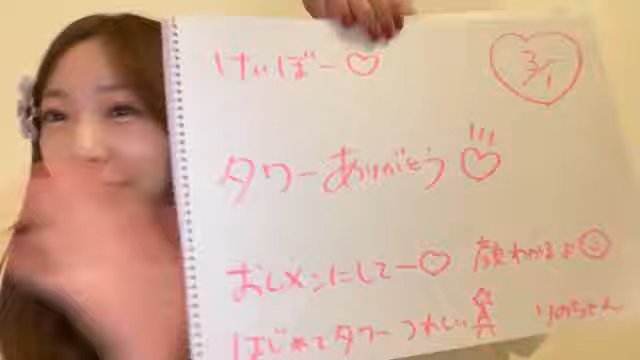 けいぼー♡
3/1
タワーありがとう♡
おしメンにして〜♡ 顔わかるよ☺
はじめてタワーうれしい
りのちゃん